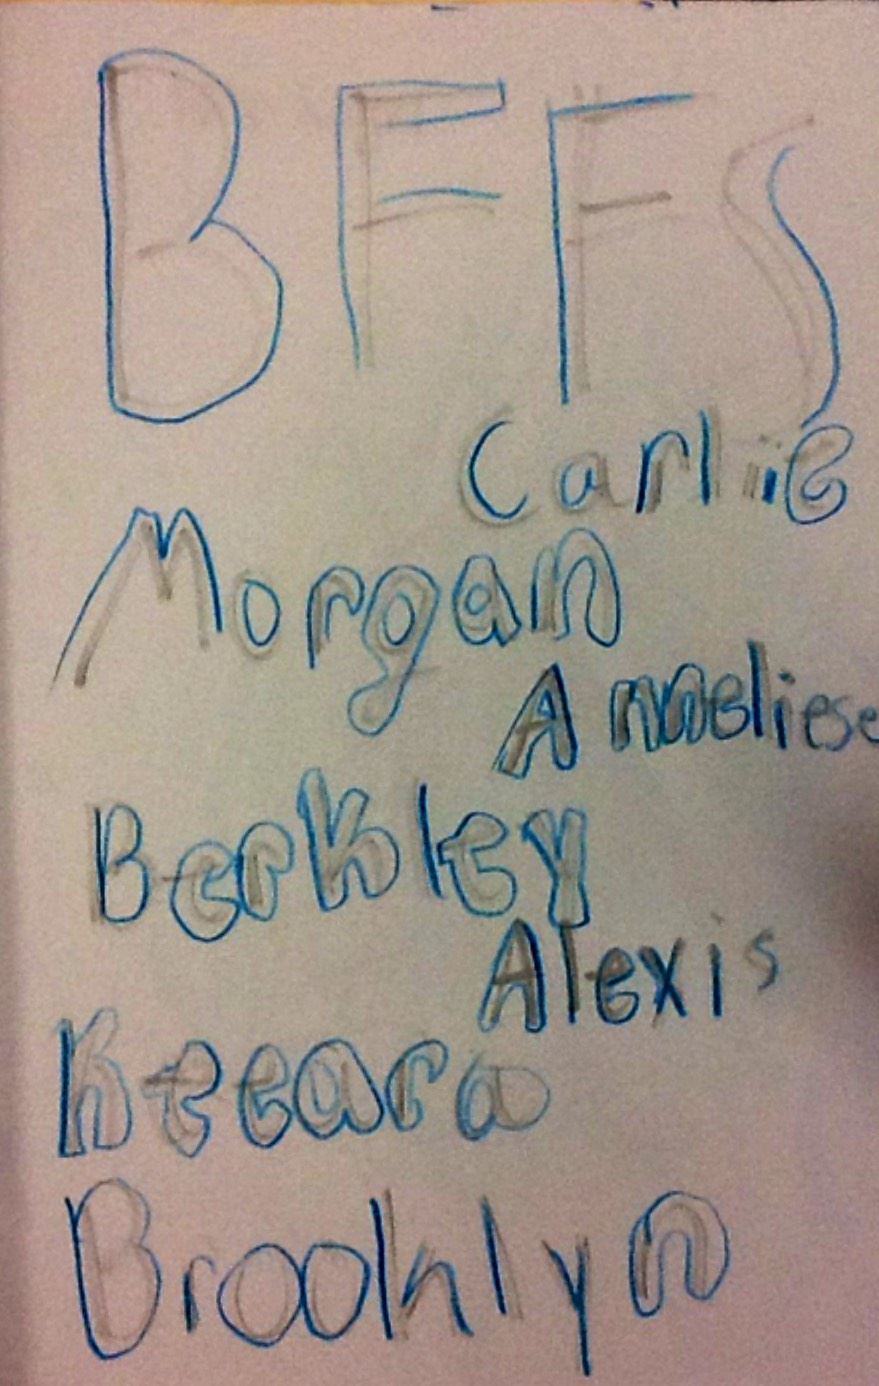 BFFS
Carlie
Morgan
Anneliese
Berkley
Alexis
Keeara
Brooklyn